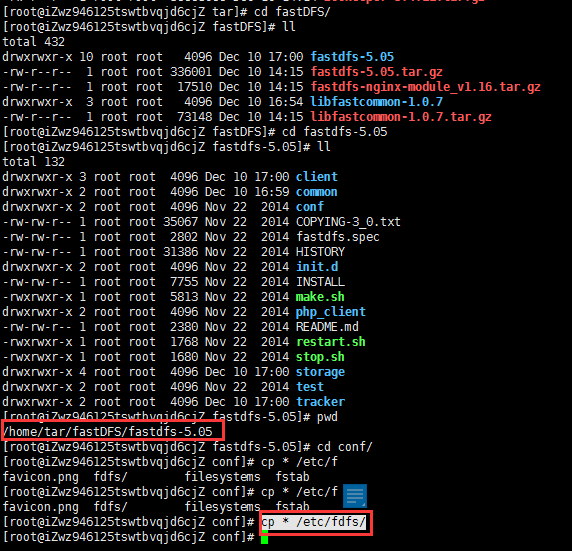 [root@iZwz946125tswtbvqjd6cjZ tar]# cd fastDFS/
[root@iZwz946125tswtbvqjd6cjZ fastDFS]# ll
total 432
drwxrwxr-x 10 root root   4096 Dec 10 17:00 fastdfs-5.05
-rw-r--r--  1 root root 336001 Dec 10 14:15 fastdfs-5.05.tar.gz
-rw-r--r--  1 root root  17510 Dec 10 14:15 fastdfs-nginx-module_v1.16.tar.gz
drwxrwxr-x  3 root root   4096 Dec 10 16:54 libfastcommon-1.0.7
-rw-r--r--  1 root root  73148 Dec 10 14:15 libfastcommon-1.0.7.tar.gz
[root@iZwz946125tswtbvqjd6cjZ fastDFS]# cd fastdfs-5.05
[root@iZwz946125tswtbvqjd6cjZ fastdfs-5.05]# ll
total 132
drwxrwxr-x 3 root root  4096 Dec 10 17:00 client
drwxrwxr-x 2 root root  4096 Dec 10 16:59 common
drwxrwxr-x 2 root root  4096 Nov 22  2014 conf
-rw-rw-r-- 1 root root 35067 Nov 22  2014 COPYING-3_0.txt
-rw-rw-r-- 1 root root  2802 Nov 22  2014 fastdfs.spec
-rw-rw-r-- 1 root root 31386 Nov 22  2014 HISTORY
drwxrwxr-x 2 root root  4096 Nov 22  2014 init.d
-rw-rw-r-- 1 root root  7755 Nov 22  2014 INSTALL
-rwxrwxr-x 1 root root  5813 Nov 22  2014 make.sh
drwxrwxr-x 2 root root  4096 Nov 22  2014 php_client
-rw-rw-r-- 1 root root  2380 Nov 22  2014 README.md
-rwxrwxr-x 1 root root  1768 Nov 22  2014 restart.sh
-rwxrwxr-x 1 root root  1680 Nov 22  2014 stop.sh
drwxrwxr-x 4 root root  4096 Dec 10 17:00 storage
drwxrwxr-x 2 root root  4096 Nov 22  2014 test
drwxrwxr-x 2 root root  4096 Dec 10 17:00 tracker
[root@iZwz946125tswtbvqjd6cjZ fastdfs-5.05]# pwd
/home/tar/fastDFS/fastdfs-5.05
[root@iZwz946125tswtbvqjd6cjZ fastdfs-5.05]# cd conf/
[root@iZwz946125tswtbvqjd6cjZ conf]# cp * /etc/f
favicon.png  fdfs/        filesystems  fstab
[root@iZwz946125tswtbvqjd6cjZ conf]# cp * /etc/f
favicon.png  fdfs/        filesystems  fstab
[root@iZwz946125tswtbvqjd6cjZ conf]# cp * /etc/fdfs/
[root@iZwz946125tswtbvqjd6cjZ conf]#